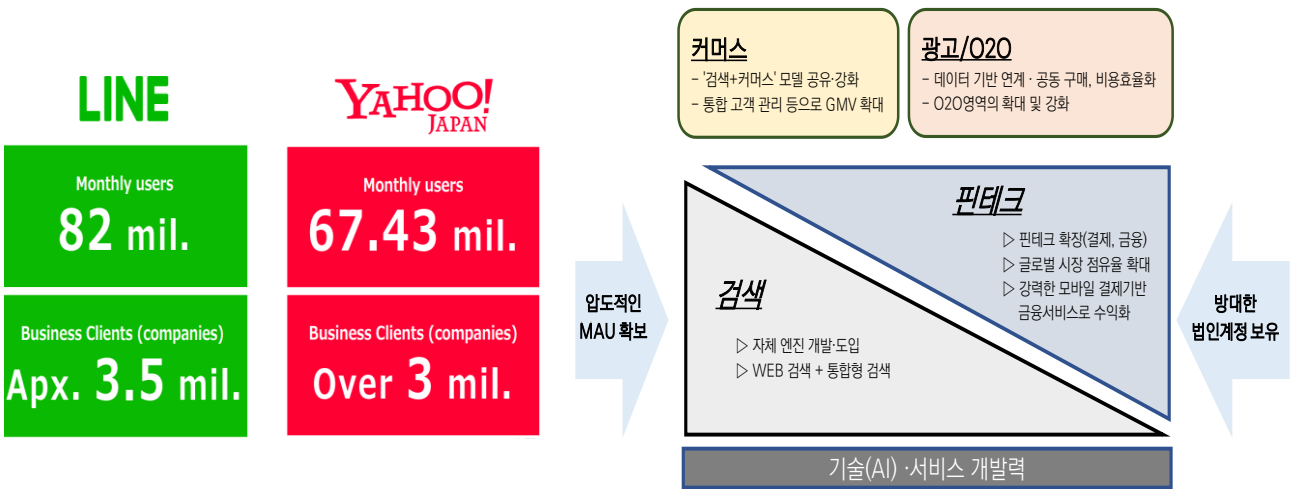 LINE
Monthly users
82 mil.
Business Clients (companies)
Apx. 3.5 mil.
YAHOO!
JAPAN
Monthly users
67.43 mil.
Business Clients (companies)
Over 3 mil.
압도적인
MAU 확보
커머스
- '검색+커머스' 모델 공유·강화
- 통합 고객 관리 등으로 GMV 확대
광고/O2O
- 데이터 기반 연계 · 공동 구매, 비용효율화
- O2O영역의 확대 및 강화
핀테크
▷ 핀테크 확장(결제, 금융)
▷ 글로벌 시장 점유율 확대
▷ 강력한 모바일 결제기반
금융서비스로 수익화
검색
▷ 자체 엔진 개발·도입
▷ WEB 검색 + 통합형 검색
방대한
법인계정 보유
기술(AI) ·서비스 개발력